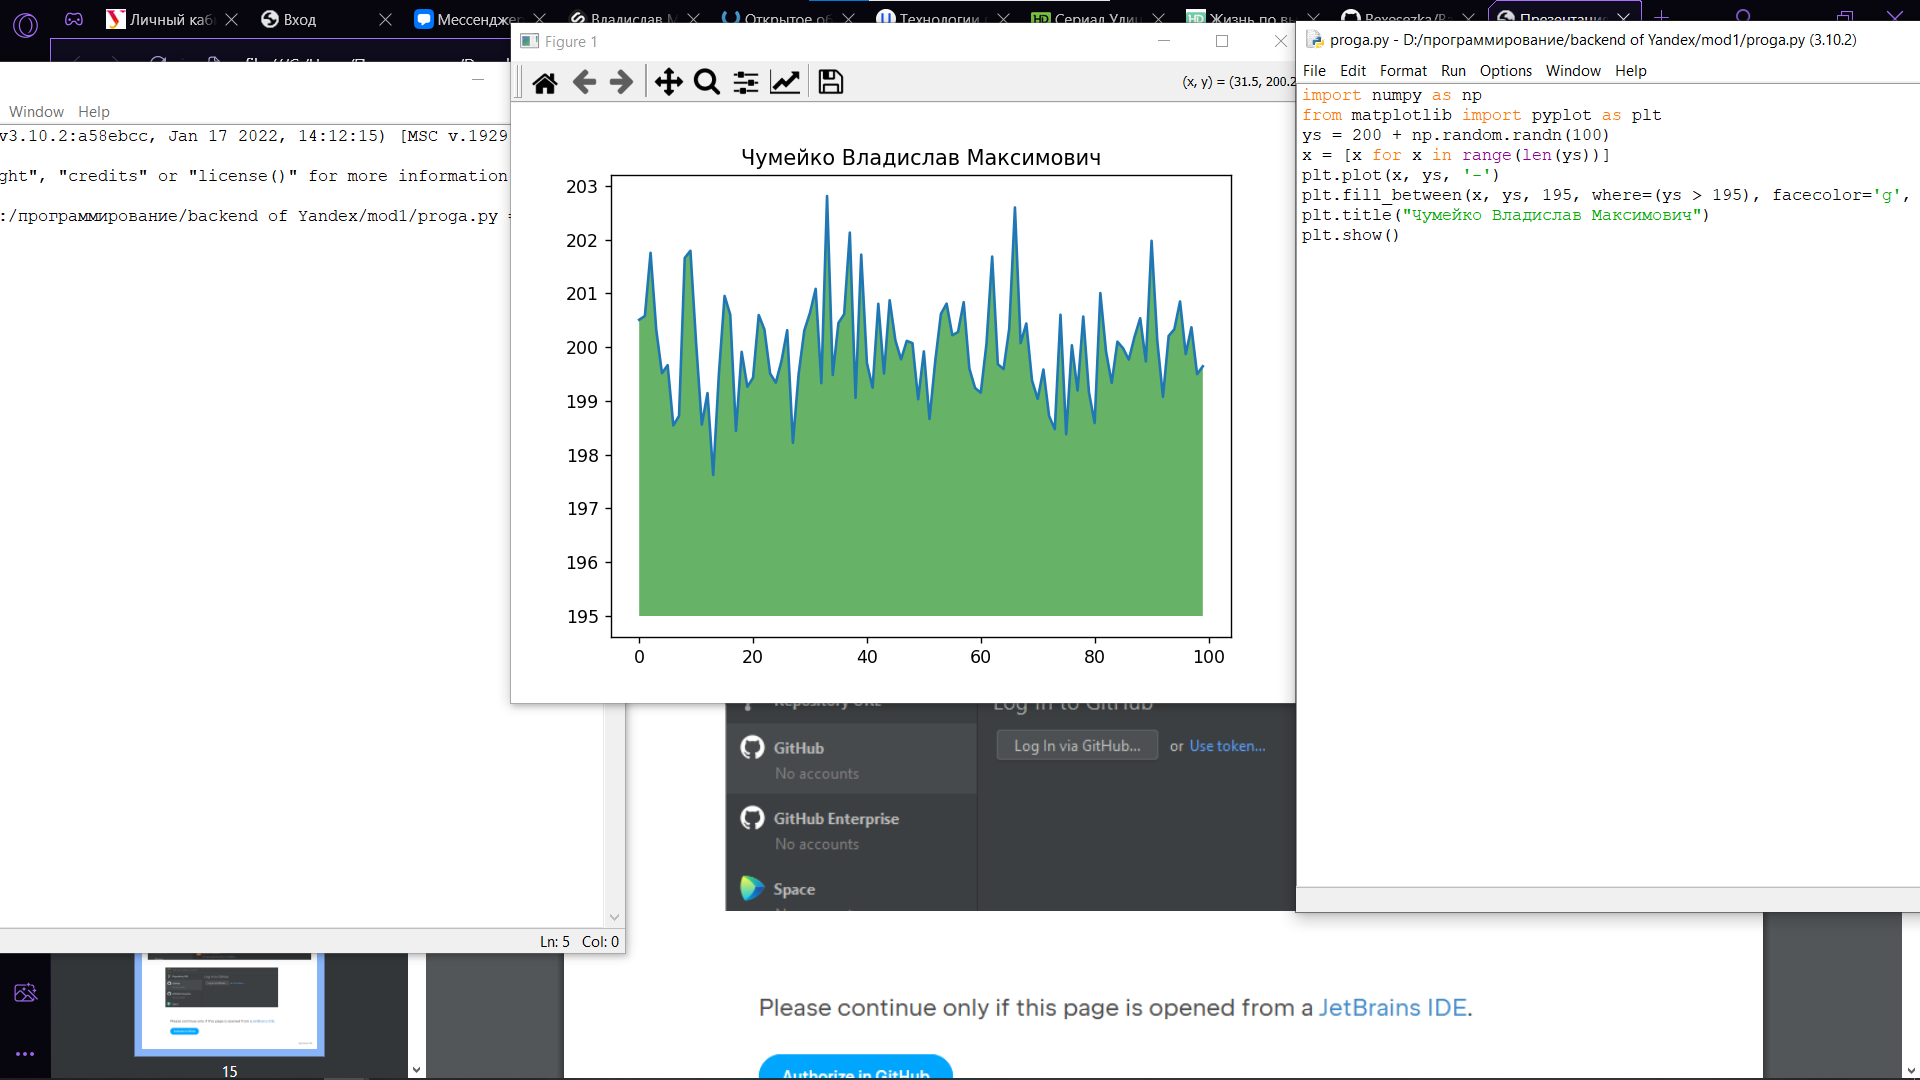 Личный каб
Вход
Мессенджер
Владислав М
Открытое об
Технологии
Сериал Улиц
Жизнь по вы
Презентаци
Figure 1
(x, y) = (31.5, 200.2
proga.py - D:/программирование/backend of Yandex/mod1/proga.py (3.10.2)
File Edit Format Run Options Window Help
import numpy as np
from matplotlib import pyplot as plt
ys = 200 + np.random.randn(100)
x = [x for x in range(len(ys))]
plt.plot(x, ys, '-')
plt.fill_between(x, ys, 195, where=(ys > 195), facecolor='g',
plt.title("Чумейко Владислав Максимович")
plt.show()
Window Help
v3.10.2:a58ebcc, Jan 17 2022, 14:12:15) [MSC v.1929
ght", "credits" or "license()" for more information
:/программирование/backend of Yandex/mod1/proga.py =
Ln: 5 Col: 0
Чумейко Владислав Максимович
203
202
201
200
199
198
197
196
195
0 20 40 60 80 100
Repository URL
Log In to GitHub
GitHub
No accounts
Log In via GitHub... or Use token...
GitHub Enterprise
No accounts
Space
Please continue only if this page is opened from a JetBrains IDE.
Authorize in GitHub
15